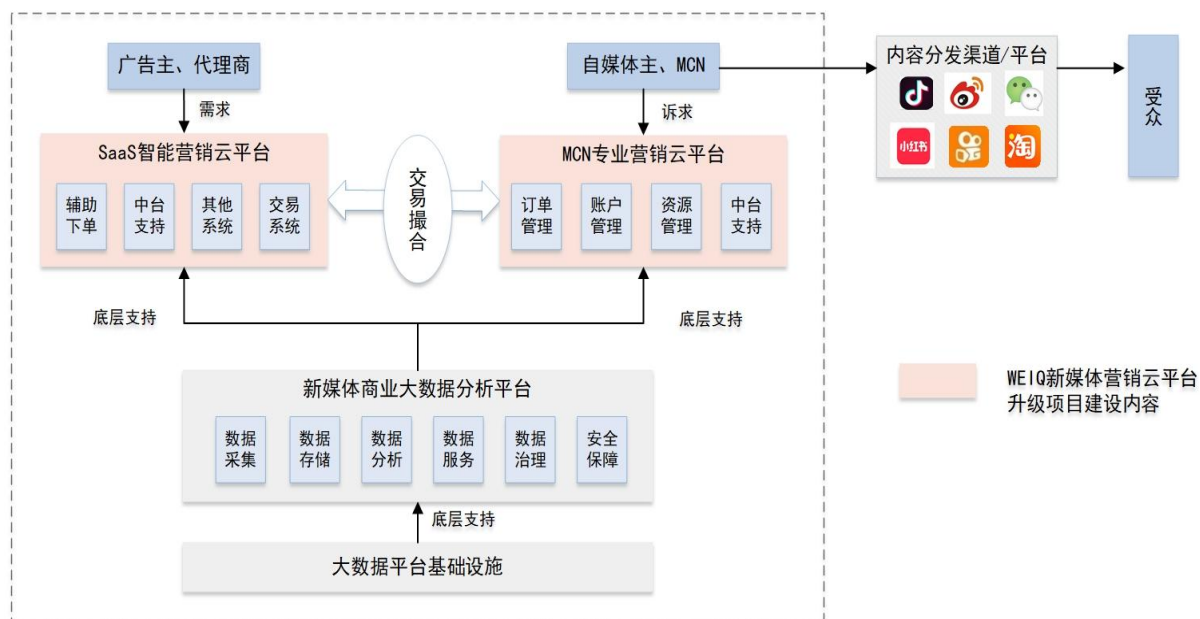 广告主、代理商
自媒体主、MCN
内容分发渠道/平台
小红书
淘
受众
需求
诉求
SaaS智能营销云平台
辅助
下单
中台
支持
其他
系统
交易
系统
交易撮合
MCN专业营销云平台
订单
管理
账户
管理
资源
管理
中台
支持
底层支持
底层支持
新媒体商业大数据分析平台
数据
采集
数据
存储
数据
分析
数据
服务
数据
治理
安全
保障
底层支持
大数据平台基础设施
WEIQ新媒体营销云平台
升级项目建设内容